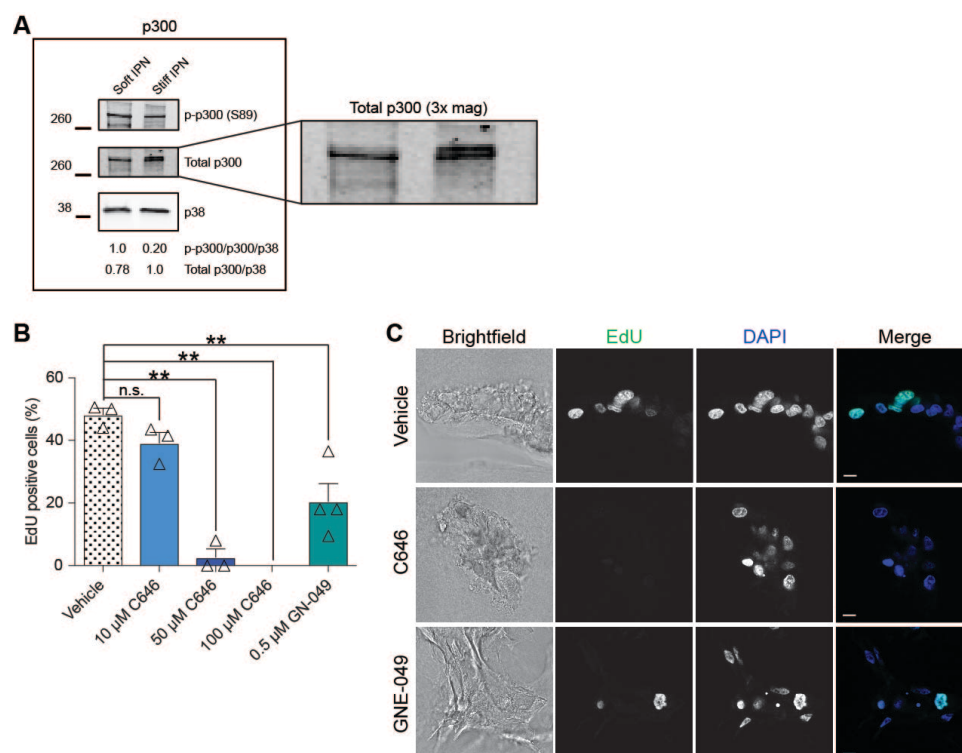 A
p300
Soft IPN
Stiff IPN
260
p-p300 (S89)
260
Total p300
38
p38
1.0 0.20 p-p300/p300/p38
0.78 1.0 Total p300/p38
Total p300 (3x mag)
B
**
**
**
n.s.
EdU positive cells (%)
60
40
20
0
Vehicle
10 µM C646
50 µM C646
100 µM C646
0.5 µM GN-049
C
Brightfield EdU DAPI Merge
Vehicle
C646
GNE-049